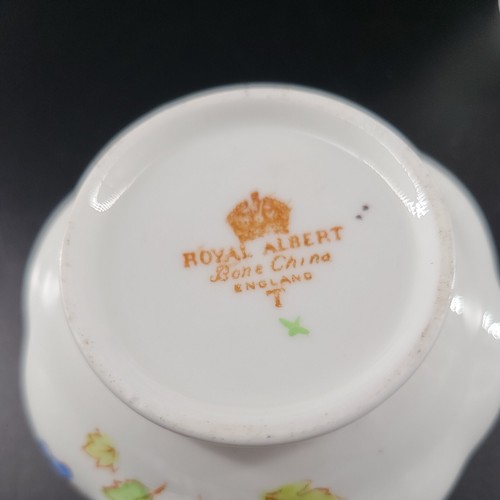 ROYAL ALBERT
Bone China
ENGLAND
T